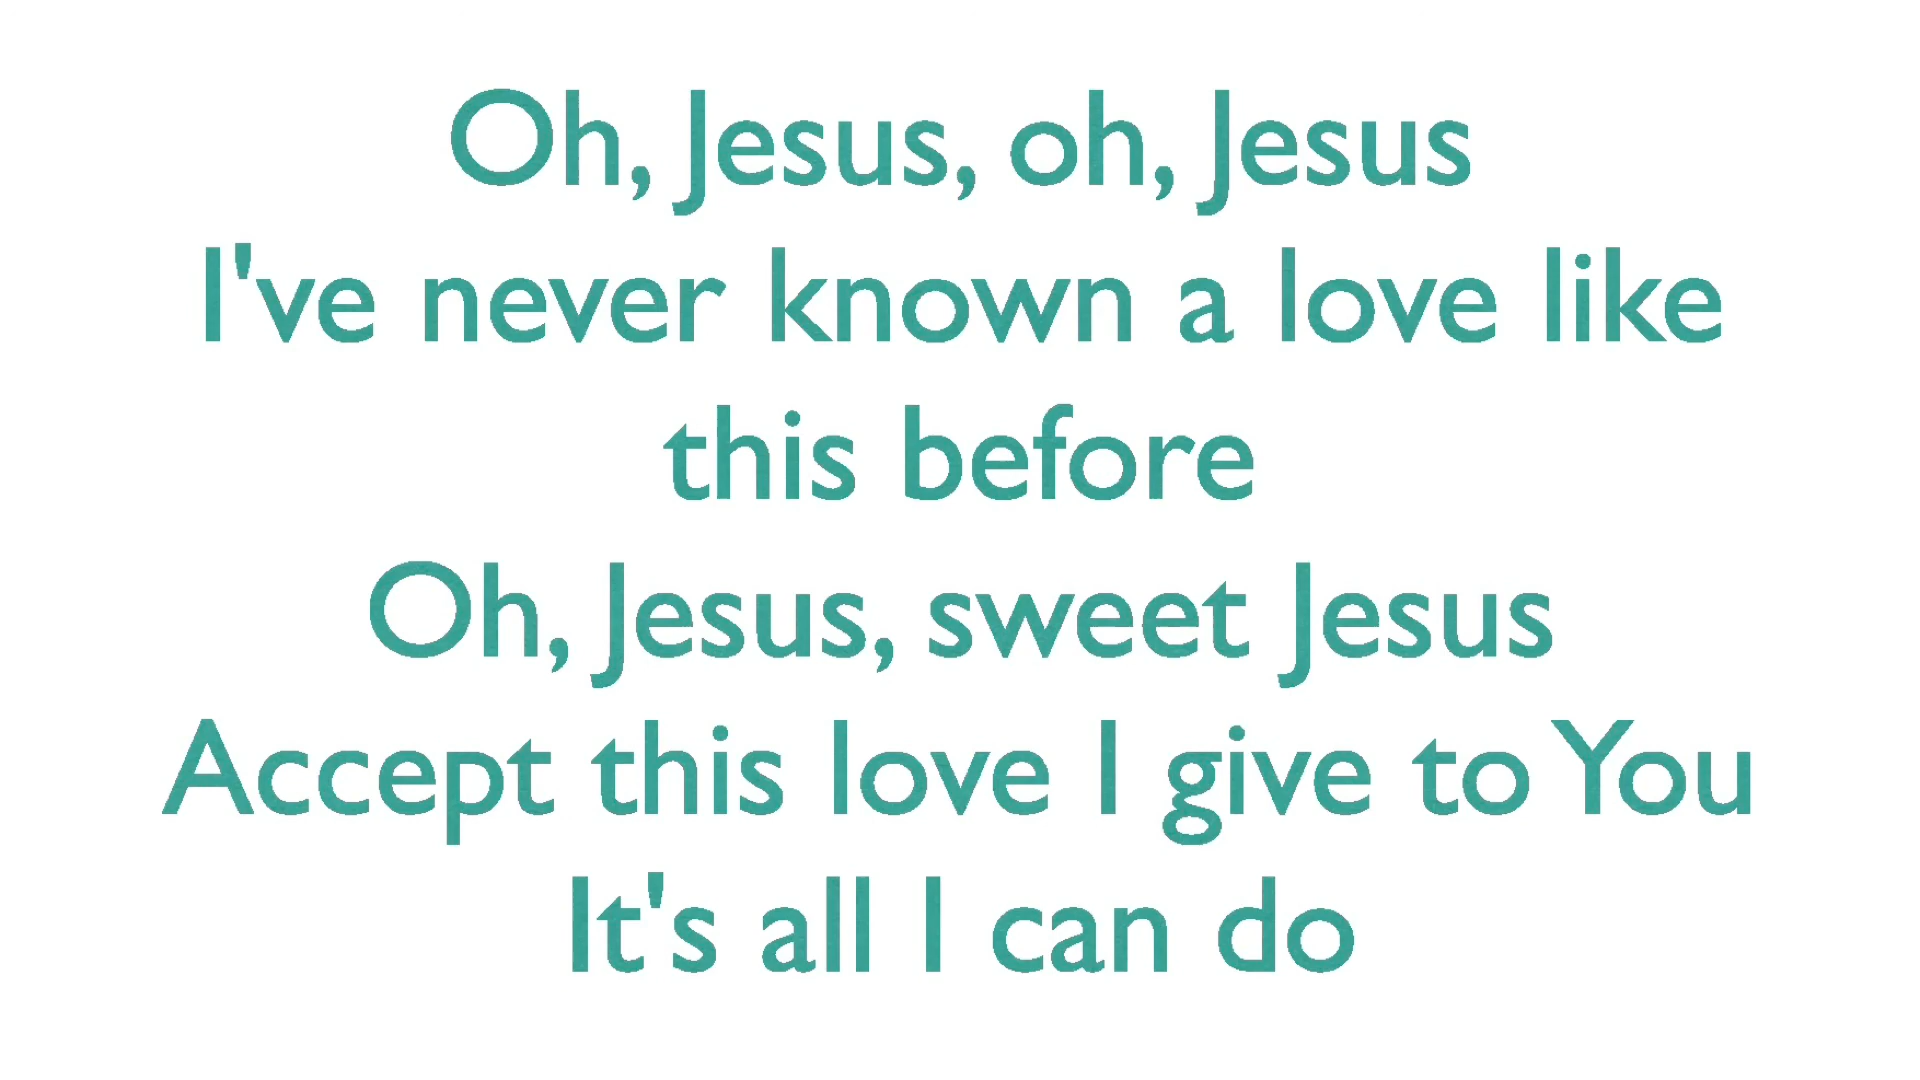 Oh, Jesus, oh, Jesus
I've never known a love like
this before
Oh, Jesus, sweet Jesus
Accept this love I give to You
It's all I can do